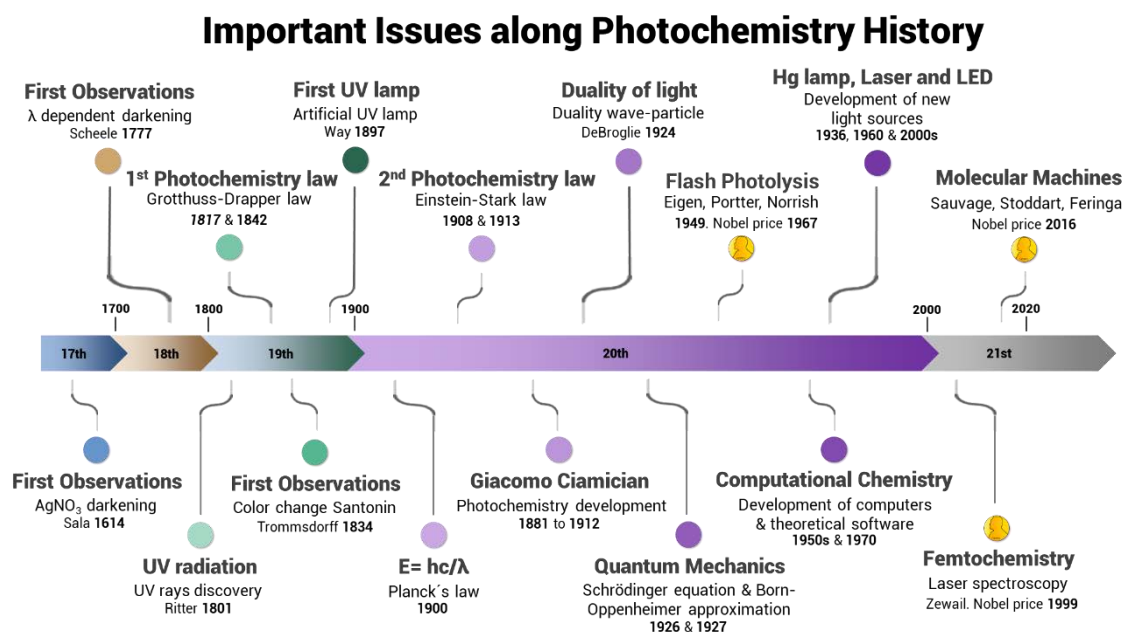 Important Issues along Photochemistry History
First Observations
λ dependent darkening
Scheele 1777
First UV lamp
Artificial UV lamp
Way 1897
Duality of light
Duality wave-particle
DeBroglie 1924
Hg lamp, Laser and LED
Development of new
light sources
1936, 1960 & 2000s
1st Photochemistry law
Grotthuss-Drapper law
1817 & 1842
2nd Photochemistry law
Einstein-Stark law
1908 & 1913
Flash Photolysis
Eigen, Portter, Norrish
1949. Nobel price 1967
Molecular Machines
Sauvage, Stoddart, Feringa
Nobel price 2016
1700
1800
1900
2000
2020
17th
18th
19th
20th
21st
First Observations
AgNO₃ darkening
Sala 1614
First Observations
Color change Santonin
Trommsdorff 1834
Giacomo Ciamician
Photochemistry development
1881 to 1912
Computational Chemistry
Development of computers
& theoretical software
1950s & 1970
UV radiation
UV rays discovery
Ritter 1801
E= hc/λ
Planck´s law
1900
Quantum Mechanics
Schrödinger equation & Born-
Oppenheimer approximation
1926 & 1927
Femtochemistry
Laser spectroscopy
Zewail. Nobel price 1999